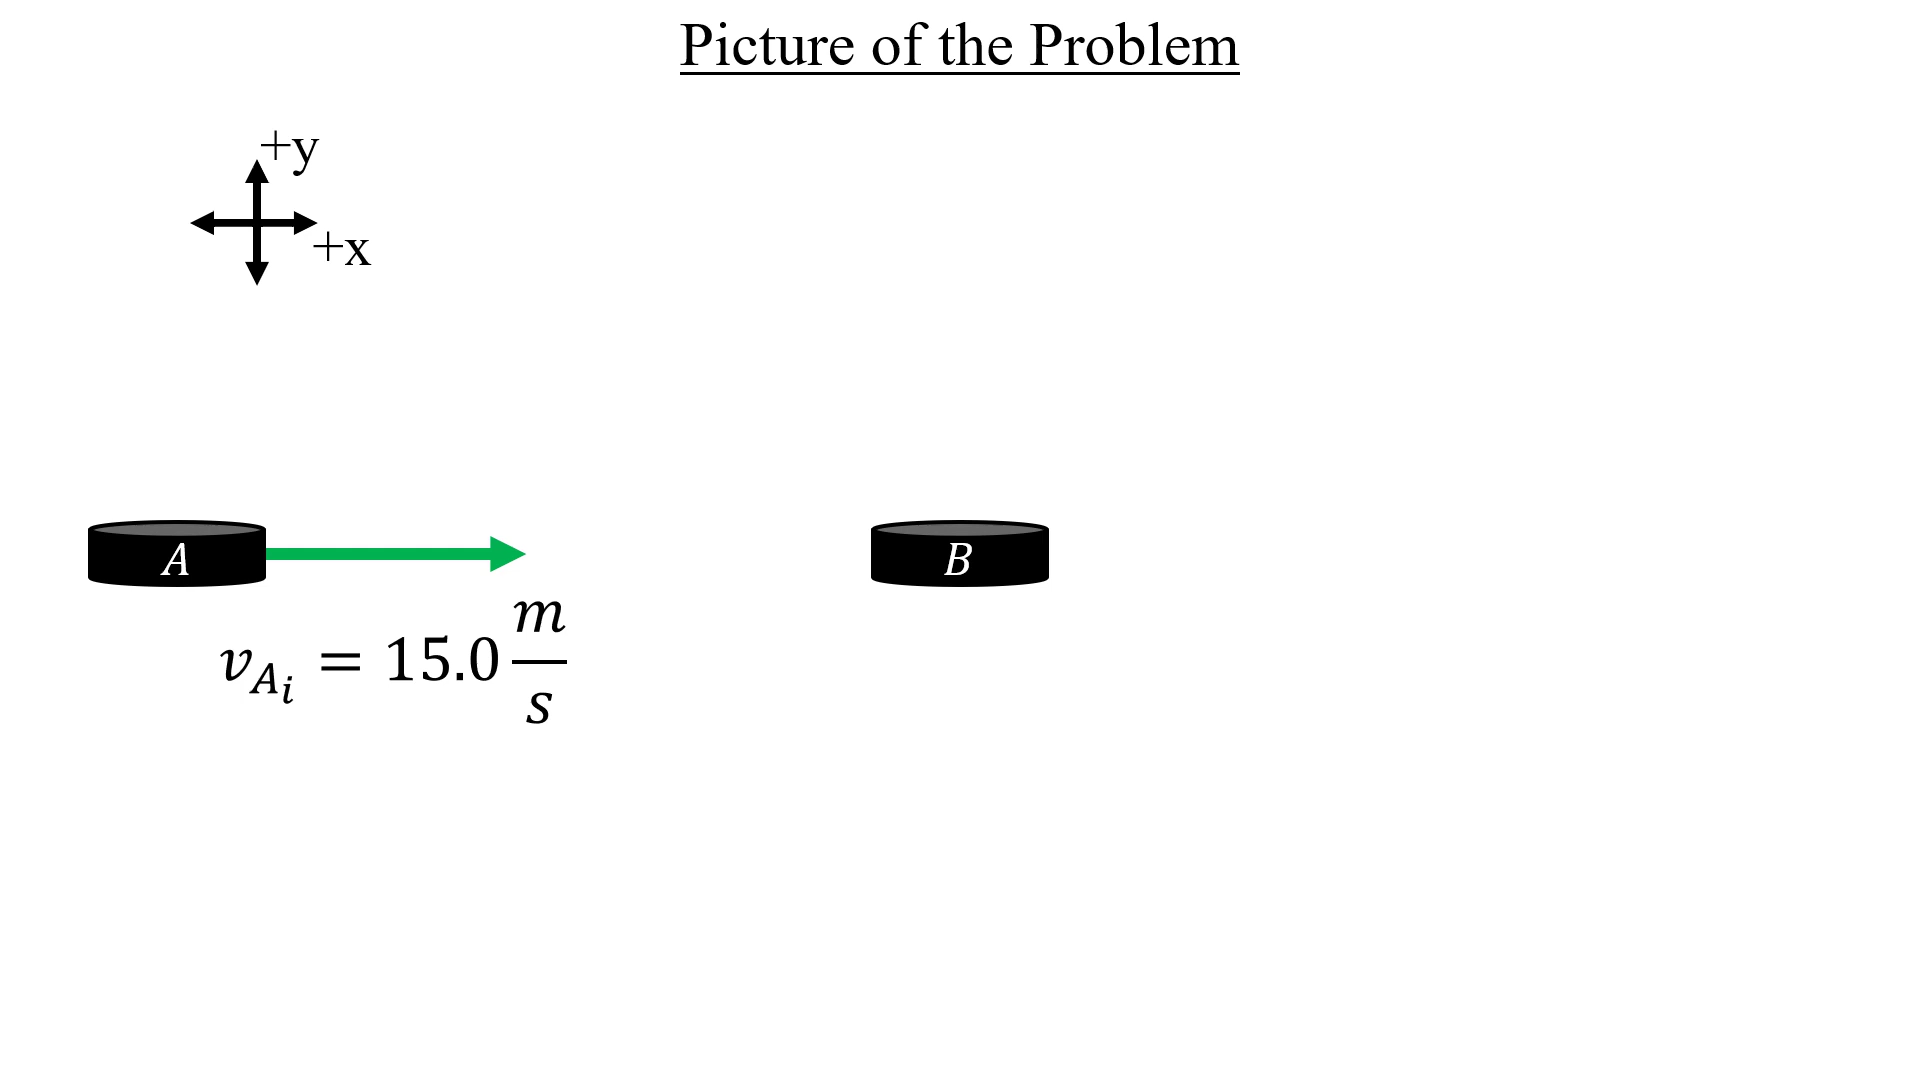 Picture of the Problem
+y
+x
A
B
v_{A_i} = 15.0 \frac{m}{s}